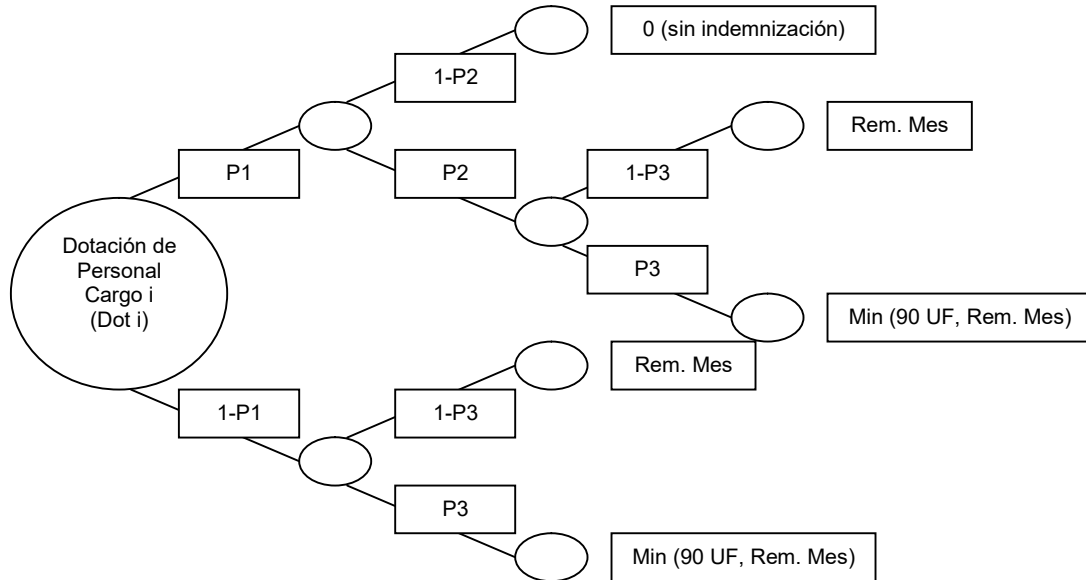 0 (sin indemnización)
1-P2
Rem. Mes
P1
P2
1-P3
Dotación de
Personal
Cargo i
(Dot i)
P3
Min (90 UF, Rem. Mes)
Rem. Mes
1-P1
1-P3
P3
Min (90 UF, Rem. Mes)